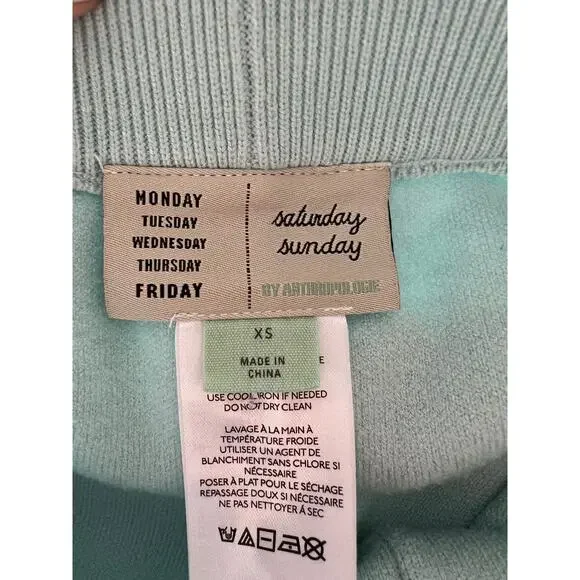 MONDAY
TUESDAY
WEDNESDAY
THURSDAY
FRIDAY
saturday
sunday
BY ANTHROPOLOGIE
XS
MADE IN
CHINA
E
USE COOL IRON IF NEEDED
DO NOT DRY CLEAN
LAVAGE À LA MAIN À
TEMPÉRATURE FROIDE
UTILISER UN AGENT DE
BLANCHIMENT SANS CHLORE SI
NÉCESSAIRE
POSER À PLAT POUR LE SÉCHAGE
REPASSAGE DOUX SI NÉCESSAIRE
NE PAS NETTOYER Á SEC